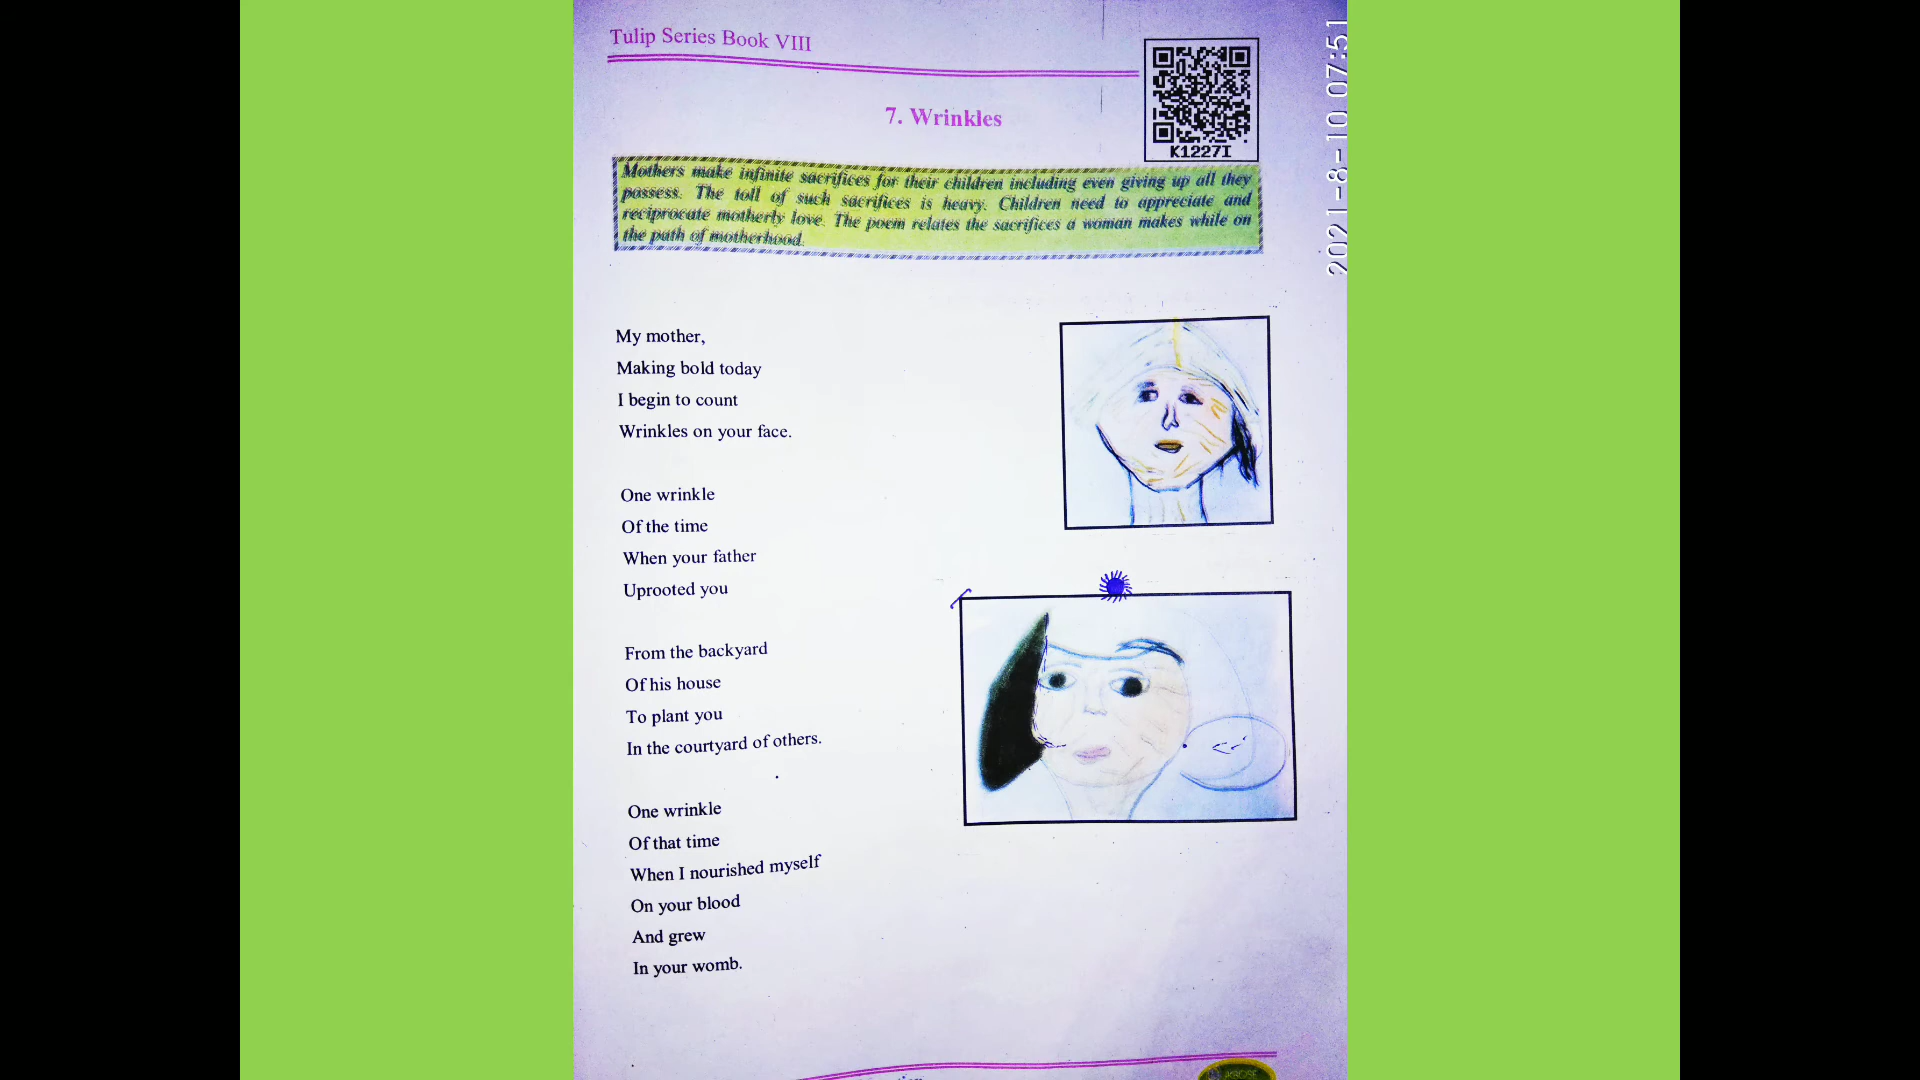 Tulip Series Book VIII
K1227I
7. Wrinkles
Mothers make infinite sacrifices for their children including even giving up all they
possess. The toll of such sacrifices is heavy. Children need to appreciate and
reciprocate motherly love. The poem relates the sacrifices a woman makes while on
the path of motherhood.
My mother,
Making bold today
I begin to count
Wrinkles on your face.
One wrinkle
Of the time
When your father
Uprooted you
From the backyard
Of his house
To plant you
In the courtyard of others.
One wrinkle
Of that time
When I nourished myself
On your blood
And grew
In your womb.
2021-8-10 07:51